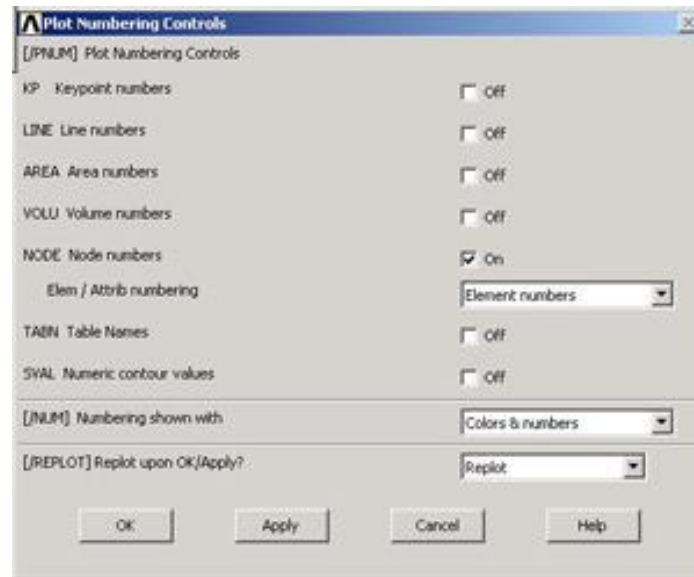 Plot Numbering Controls
[/PNUM] Plot Numbering Controls
KP Keypoint numbers Off
LINE Line numbers Off
AREA Area numbers Off
VOLU Volume numbers Off
NODE Node numbers On
Elem / Attrib numbering Element numbers
TABN Table Names Off
SVAL Numeric contour values Off
[/NUM] Numbering shown with Colors & numbers
[/REPLOT] Replot upon OK/Apply? Replot
OK Apply Cancel Help